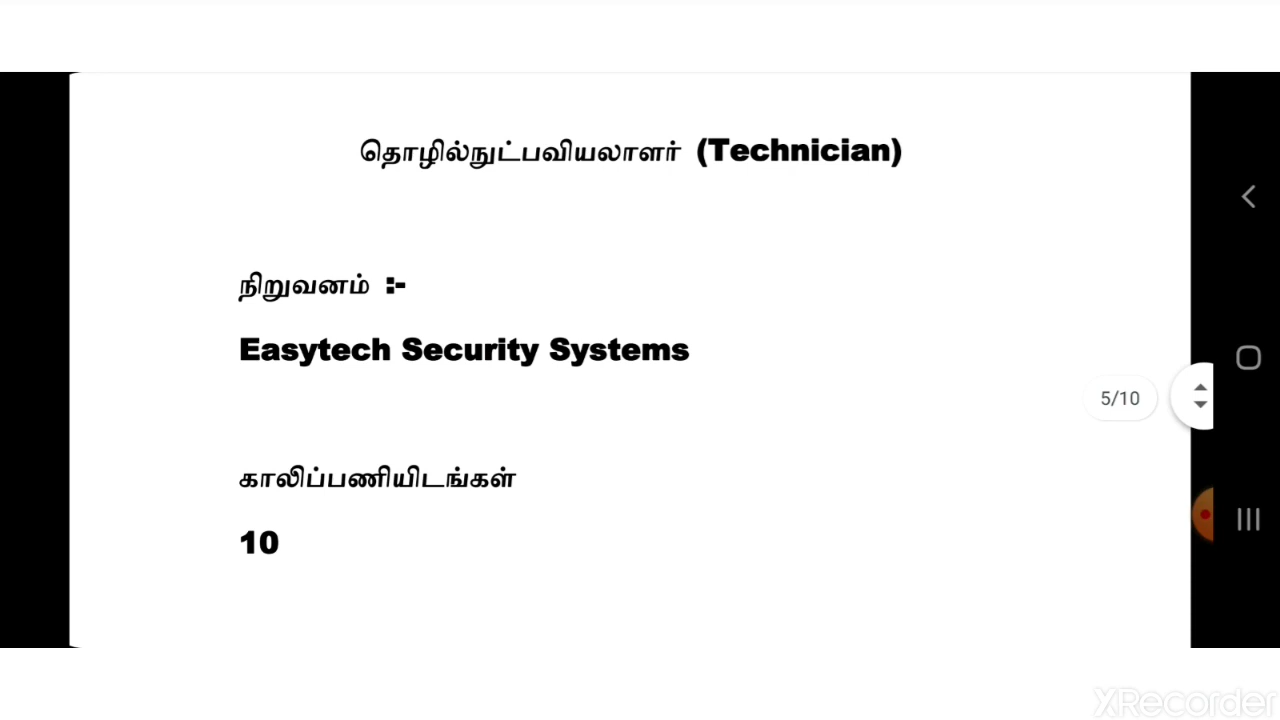 தொழில்நுட்பவியலாளர் (Technician)
நிறுவனம் :-
Easytech Security Systems
5/10
காலிப்பணியிடங்கள்
10
XRecorder